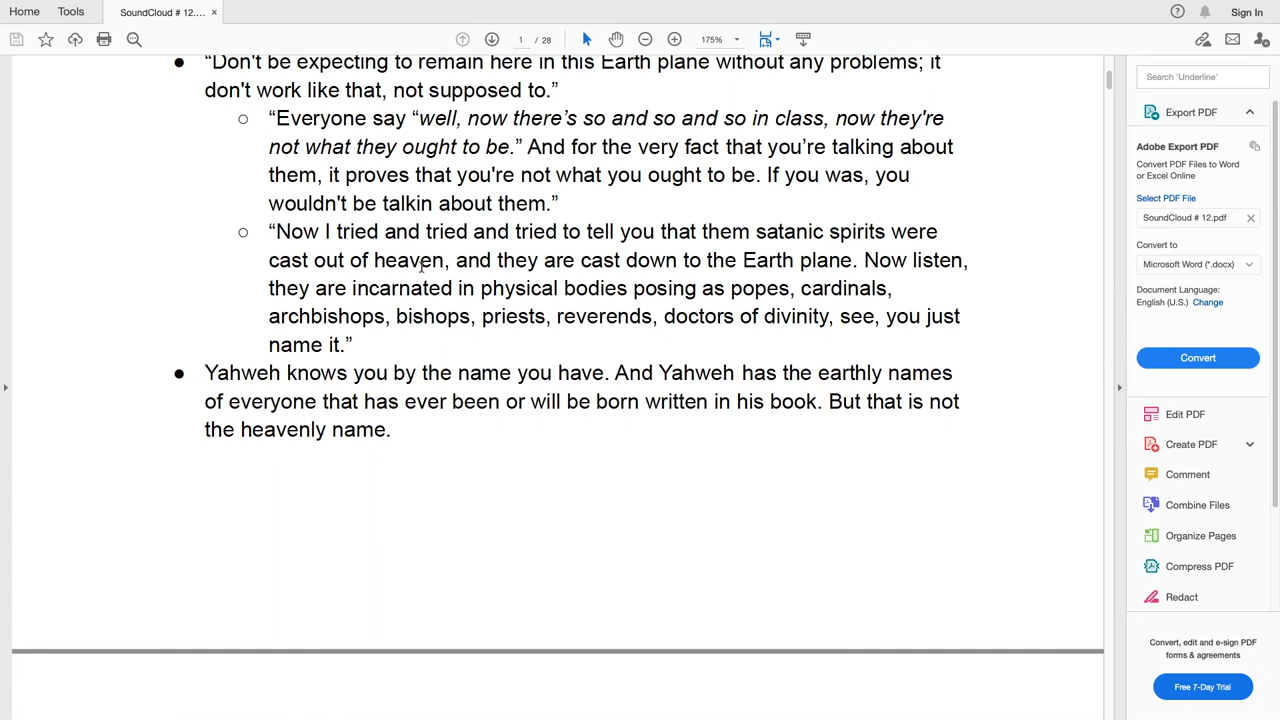 Home
Tools
SoundCloud # 12....
×
Sign In
1 / 28
175%
● “Don't be expecting to remain here in this Earth plane without any problems; it
don't work like that, not supposed to.”
○ “Everyone say “well, now there’s so and so and so in class, now they're
not what they ought to be.” And for the very fact that you’re talking about
them, it proves that you're not what you ought to be. If you was, you
wouldn't be talkin about them.”
○ “Now I tried and tried and tried to tell you that them satanic spirits were
cast out of heaven, and they are cast down to the Earth plane. Now listen,
they are incarnated in physical bodies posing as popes, cardinals,
archbishops, bishops, priests, reverends, doctors of divinity, see, you just
name it.”
● Yahweh knows you by the name you have. And Yahweh has the earthly names
of everyone that has ever been or will be born written in his book. But that is not
the heavenly name.
Search 'Underline'
Export PDF
Adobe Export PDF
Convert PDF Files to Word
or Excel Online
Select PDF File
SoundCloud # 12.pdf
Convert to
Microsoft Word (*.docx)
Document Language:
English (U.S.) Change
Convert
Edit PDF
Create PDF
Comment
Combine Files
Organize Pages
Compress PDF
Redact
Convert, edit and e-sign PDF
forms & agreements
Free 7-Day Trial